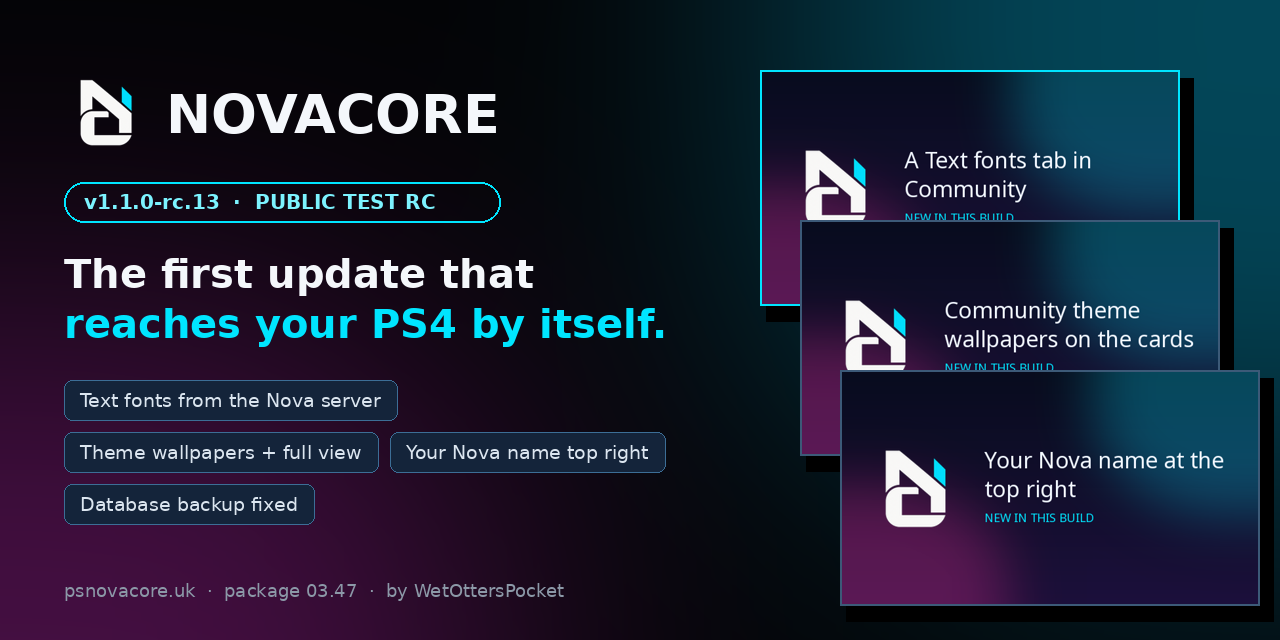 NOVACORE
v1.1.0-rc.13 · PUBLIC TEST RC
The first update that
reaches your PS4 by itself.
Text fonts from the Nova server
Theme wallpapers + full view
Your Nova name top right
Database backup fixed
psnovacore.uk · package 03.47 · by WetOttersPocket
A Text fonts tab in
Community
NEW IN THIS BUILD
Community theme
wallpapers on the cards
NEW IN THIS BUILD
Your Nova name at the
top right
NEW IN THIS BUILD